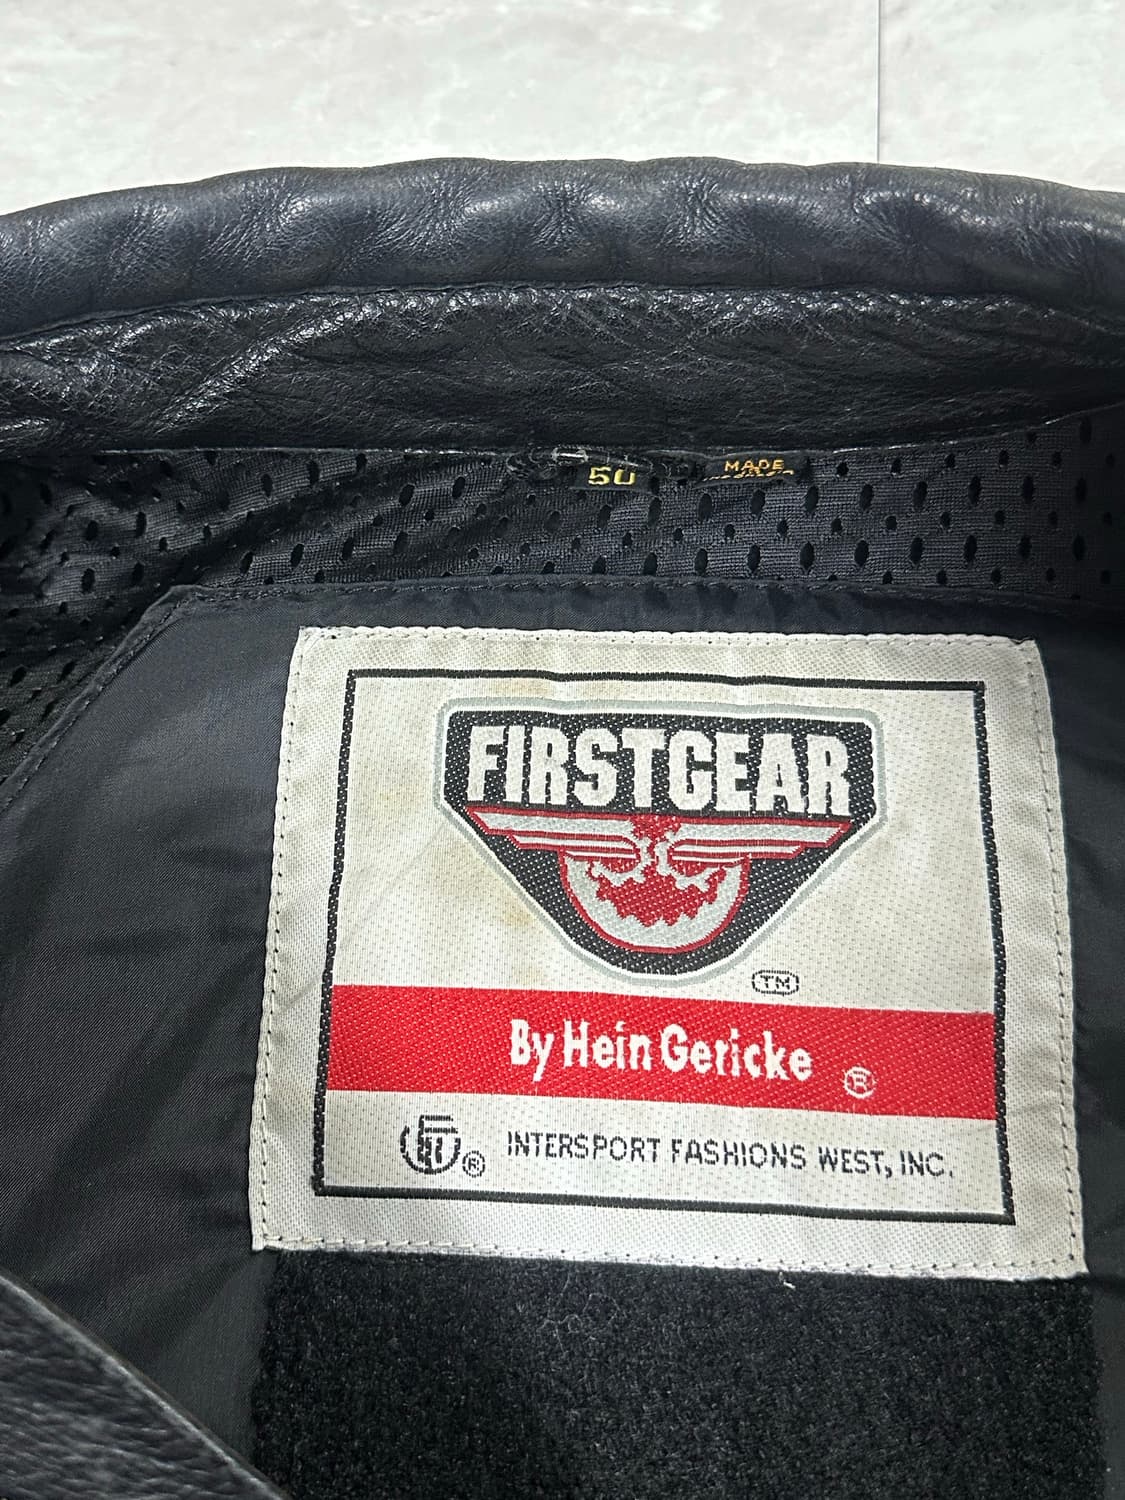 50
MADE
FIRSTGEAR
TM
By Hein Gericke ®
® INTERSPORT FASHIONS WEST, INC.